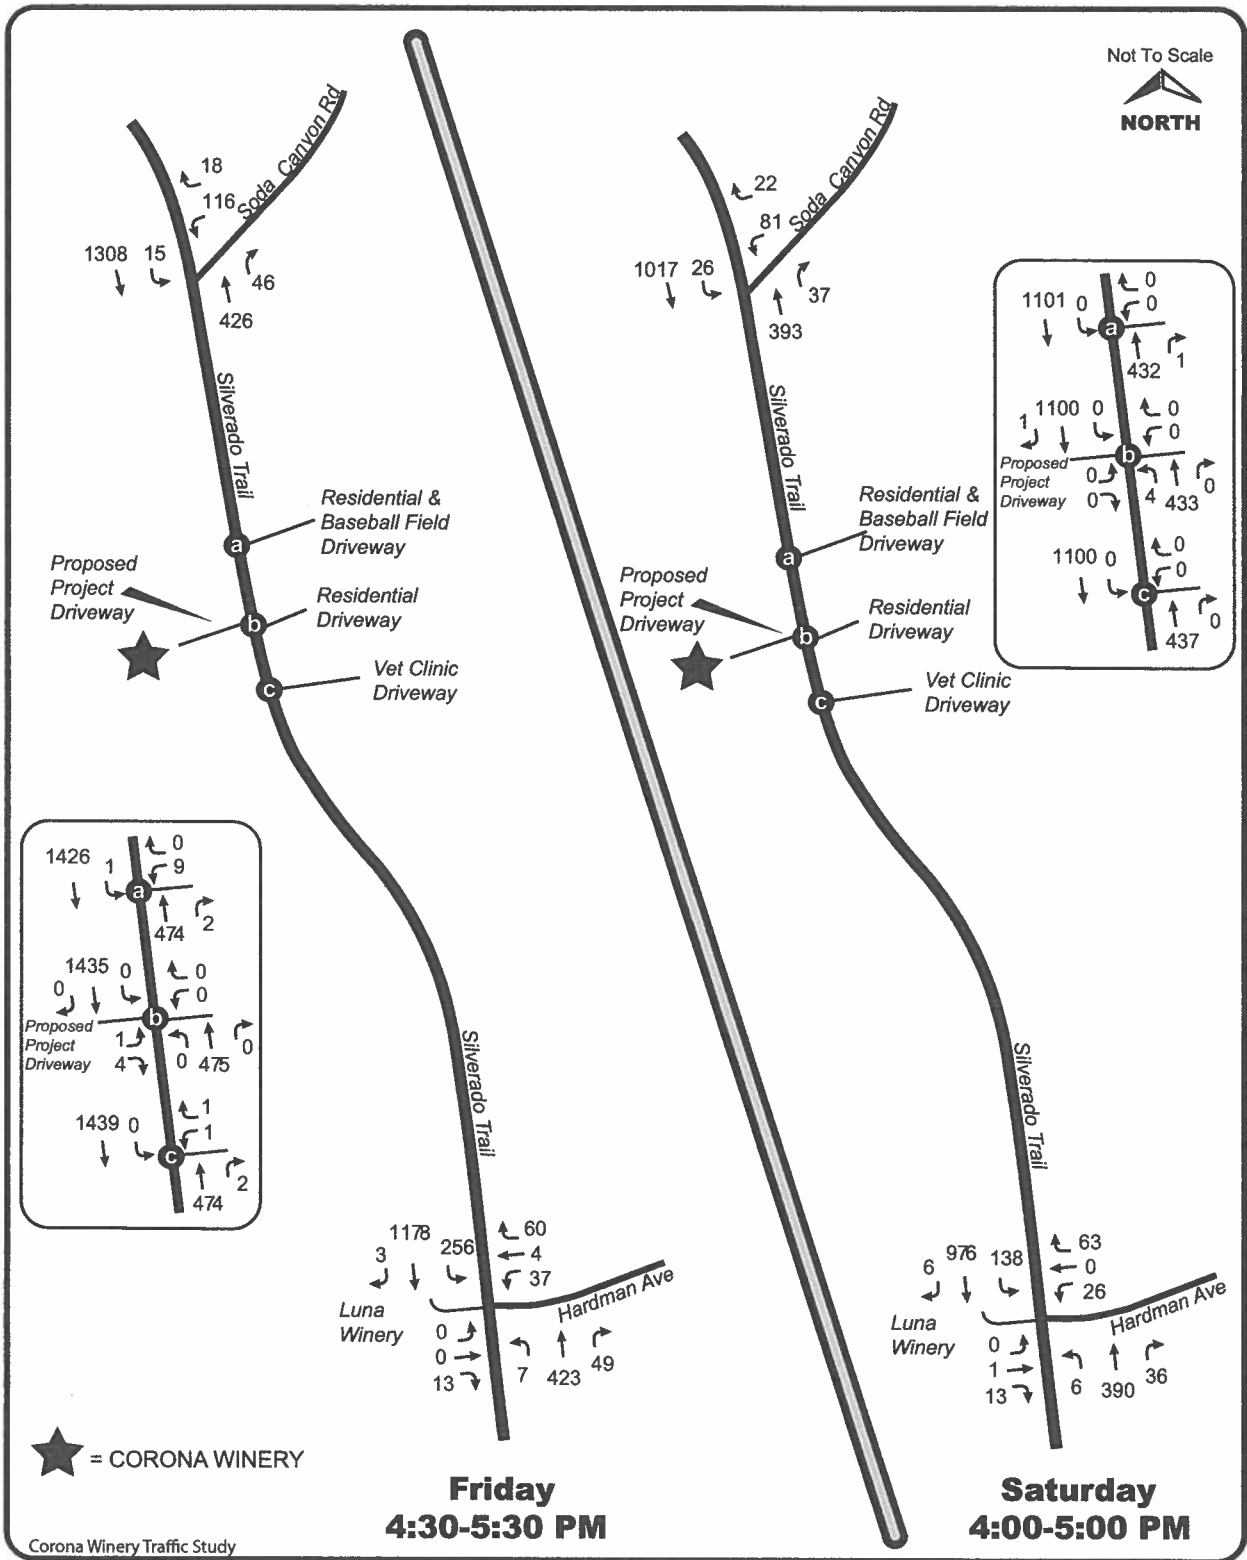 Not To Scale
NORTH
18
116
Soda Canyon Rd
1308 15
46
426
Silverado Trail
a
Residential &
Baseball Field
Driveway
Proposed
Project
Driveway
b
Residential
Driveway
c
Vet Clinic
Driveway
0
1426 1 9
a
2
474
1435 0 0
0 0
b
Proposed
Project
Driveway
1
4 0 475 0
1
1439 0 1
c
2
474
Silverado Trail
60
1178 256 4
3 37
Luna
Winery
Hardman Ave
0
0
13 7 423 49
= CORONA WINERY
Friday
4:30-5:30 PM
22
81
Soda Canyon Rd
1017 26
37
393
Silverado Trail
a
Residential &
Baseball Field
Driveway
Proposed
Project
Driveway
b
Residential
Driveway
c
Vet Clinic
Driveway
0
1101 0 0
a
432 1
1100 0 0
1 0
b
Proposed
Project
Driveway
0
0 4 433 0
0
1100 0 0
c
0
437
Silverado Trail
63
976 138 0
6 26
Luna
Winery
Hardman Ave
0
1
13 6 390 36
Saturday
4:00-5:00 PM
Corona Winery Traffic Study